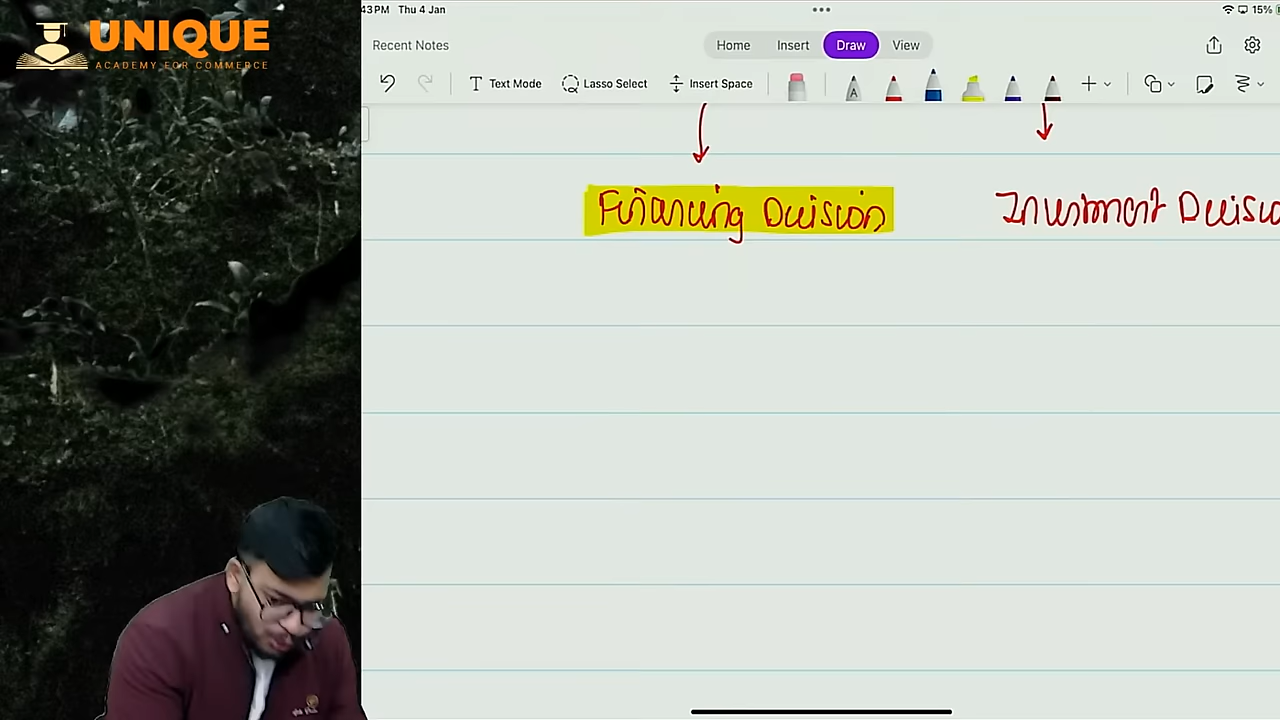 UNIQUE
ACADEMY FOR COMMERCE
43PM Thu 4 Jan
15%
Recent Notes
Home
Insert
Draw
View
Text Mode
Lasso Select
Insert Space
A
Financing Decision
Investment Decisio